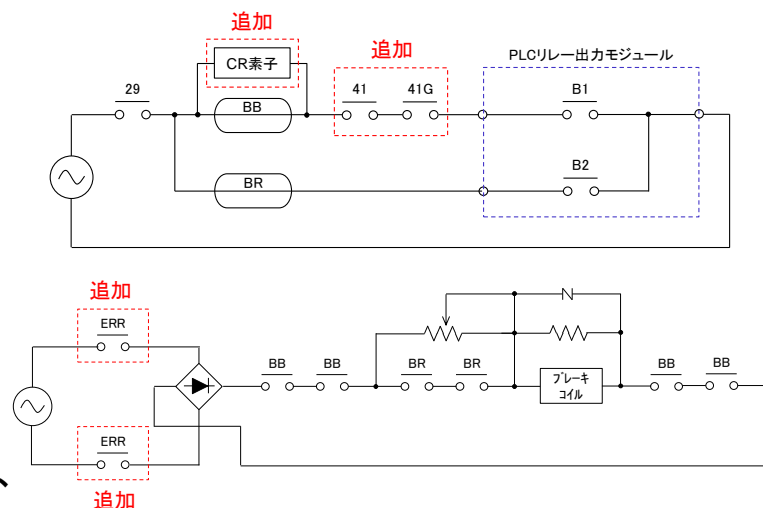 追加
追加
CR素子
PLCリレー出力モジュール
29
BB
41
41G
B1
BR
B2
追加
ERR
N
BB
BB
BR
BR
ブレーキ
コイル
BB
BB
ERR
追加